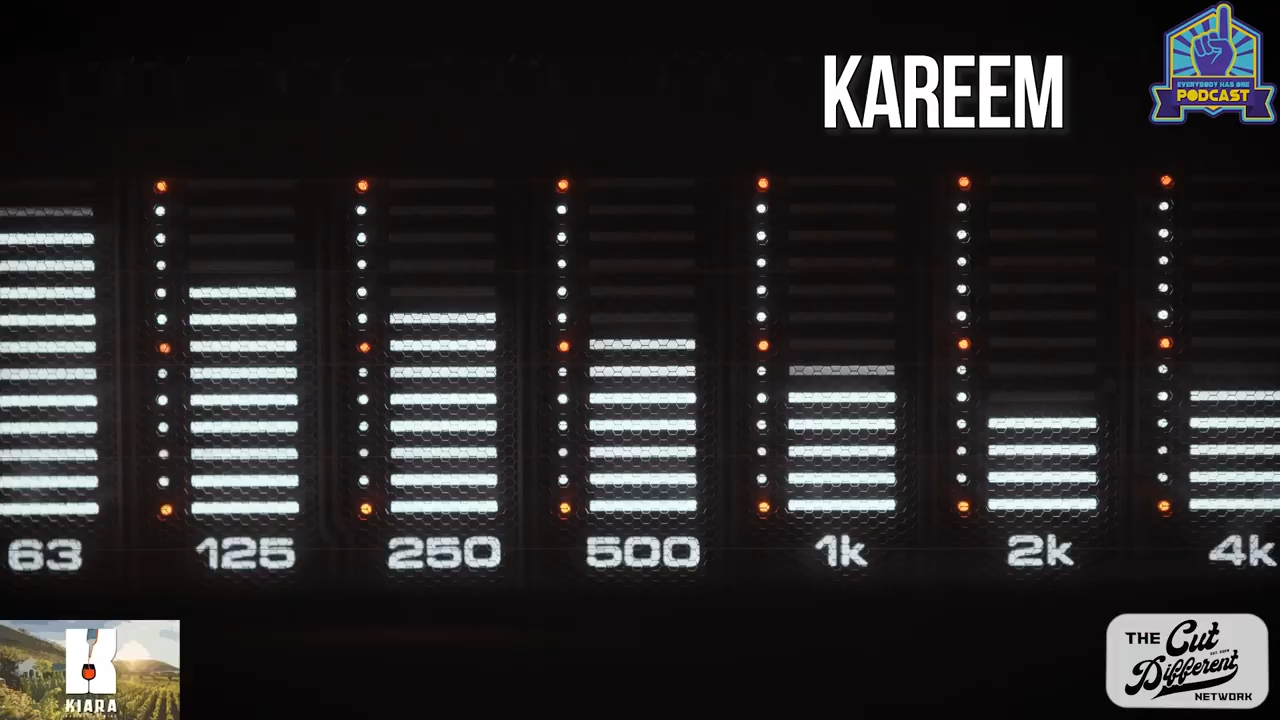 KAREEM
EVERYBODY HAS ONE
PODCAST
63 125 250 500 1k 2k 4k
KIARA
THE Cut
Different
NETWORK